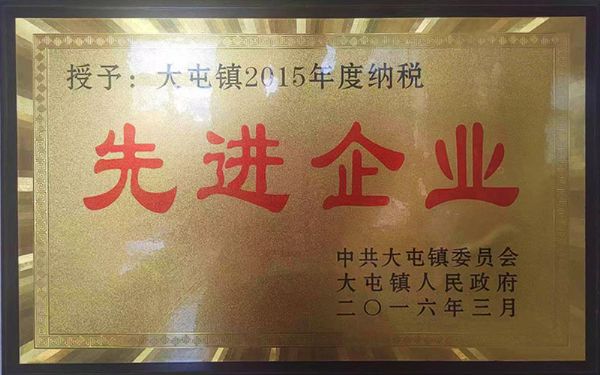 授予：大屯镇2015年度纳税
先进企业
中共大屯镇委员会
大屯镇人民政府
二〇一六年三月